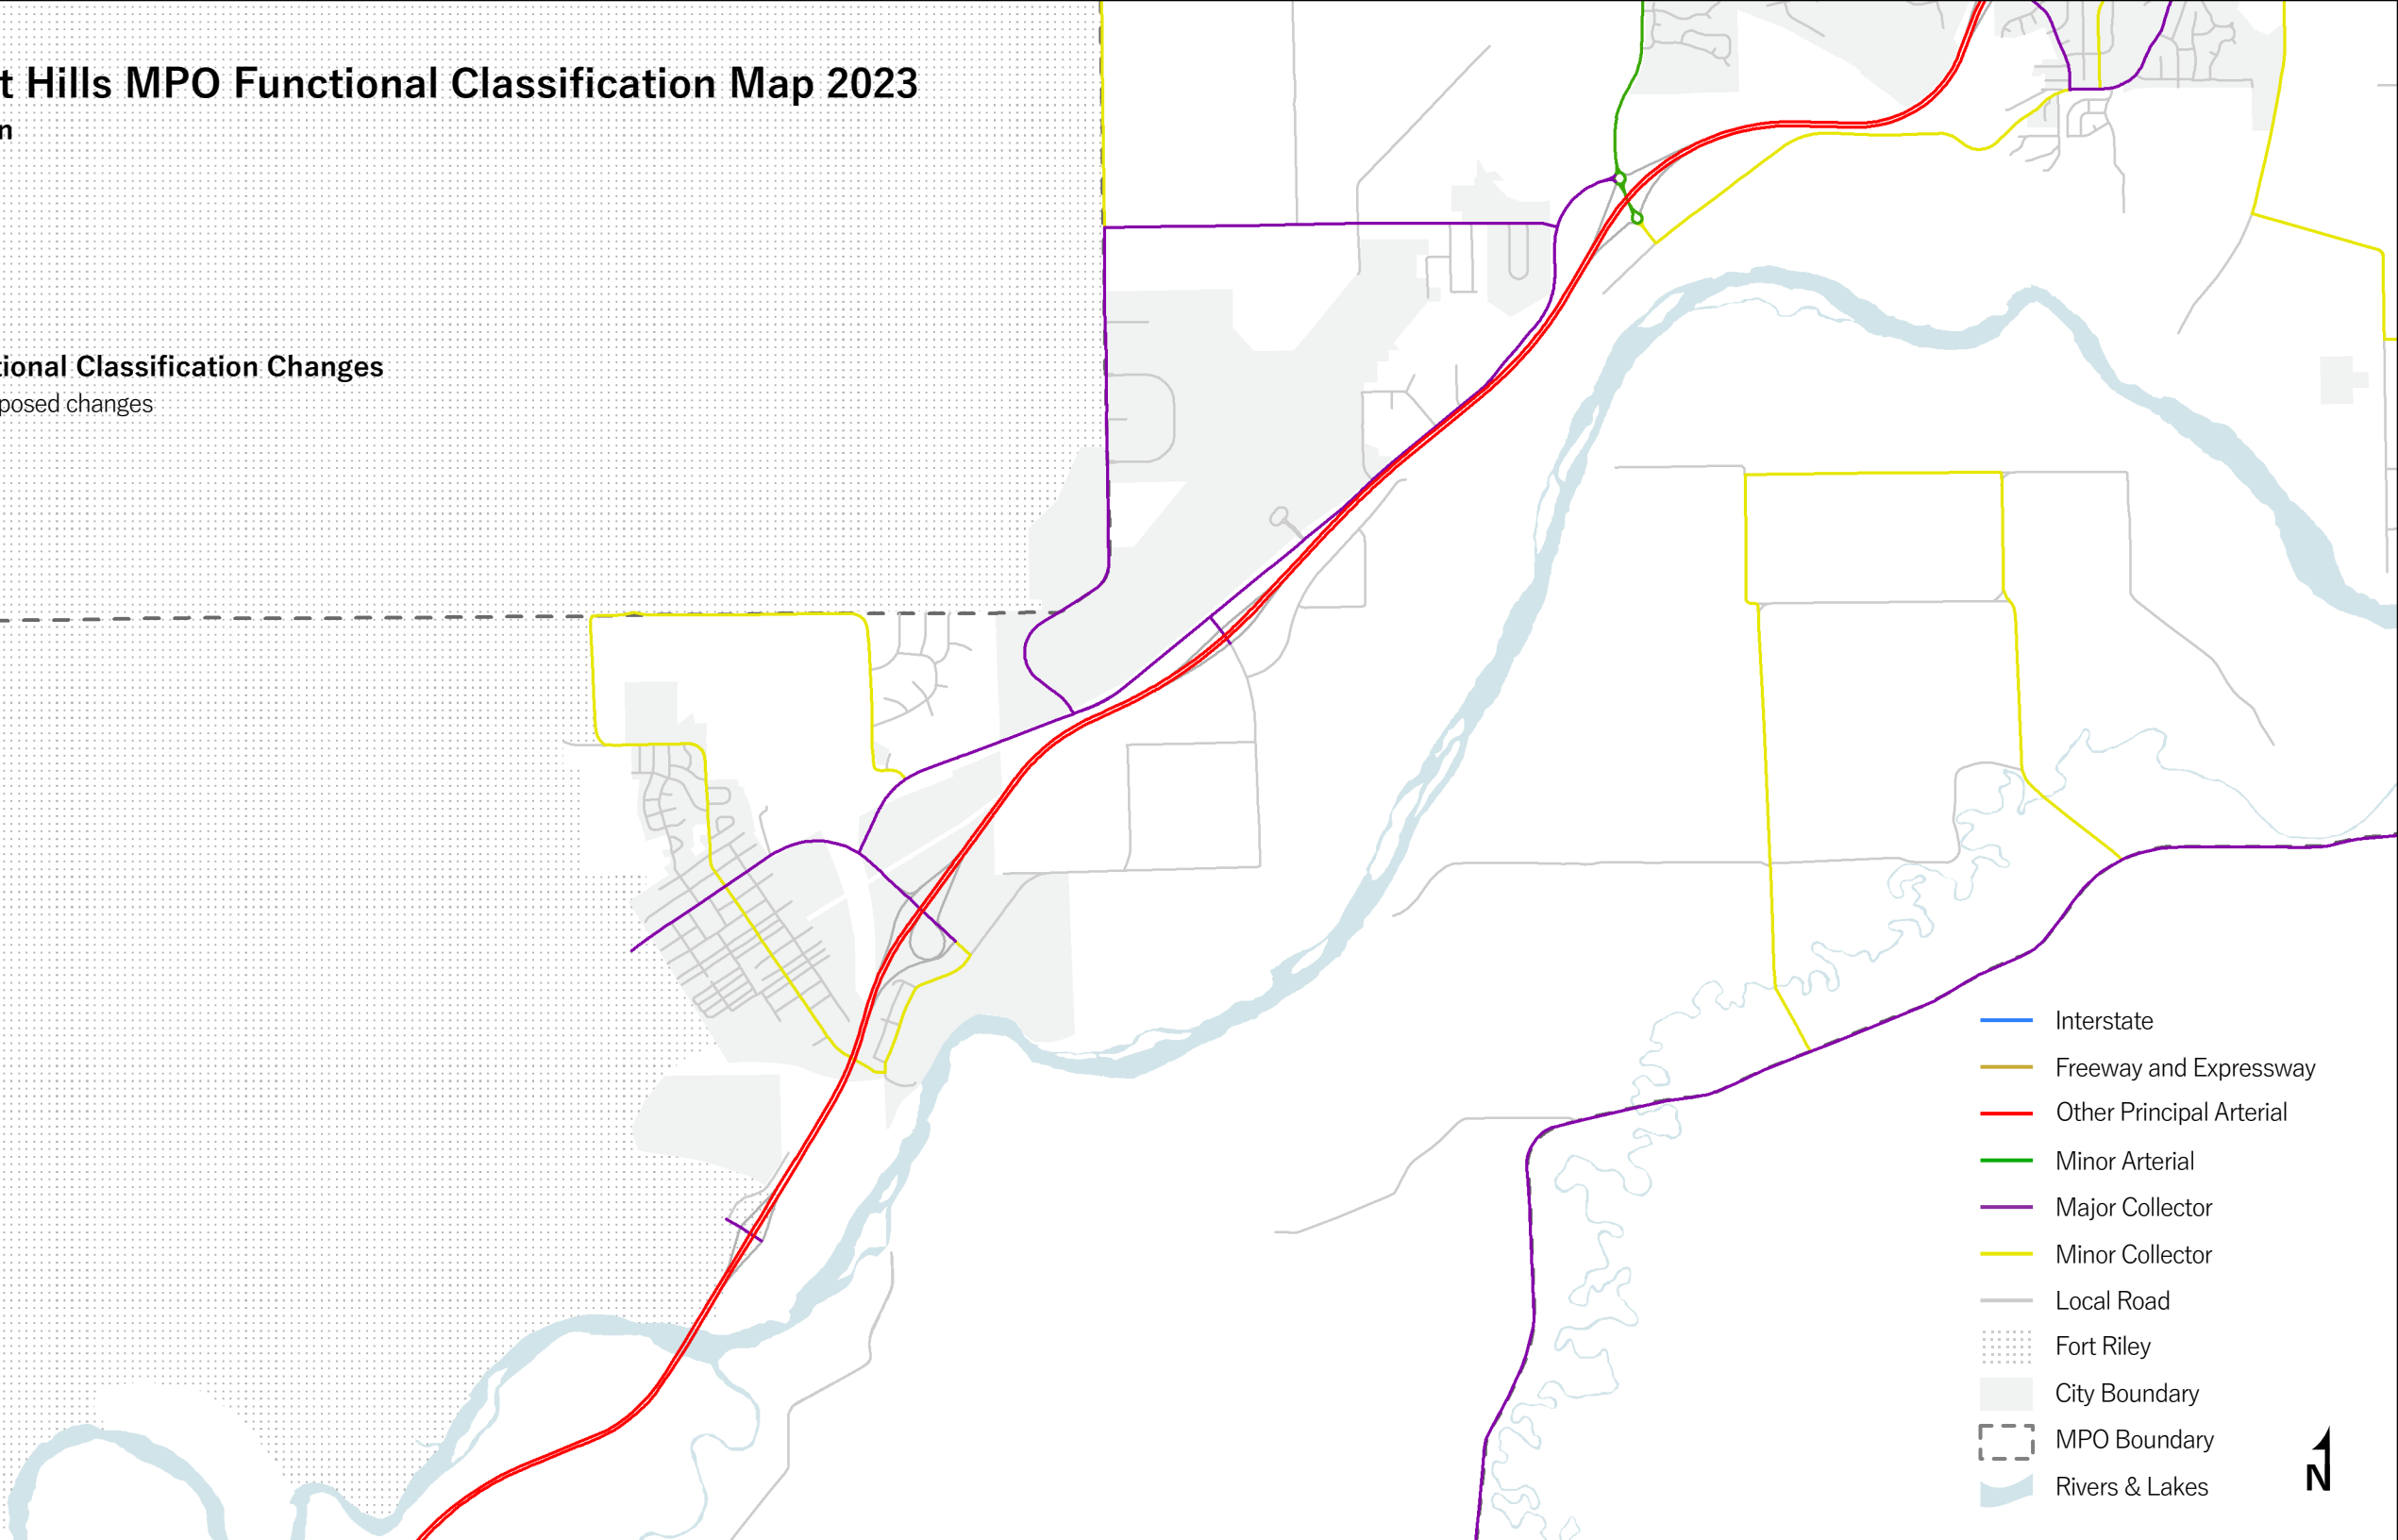 t Hills MPO Functional Classification Map 2023
n
tional Classification Changes
posed changes
Interstate
Freeway and Expressway
Other Principal Arterial
Minor Arterial
Major Collector
Minor Collector
Local Road
Fort Riley
City Boundary
MPO Boundary
Rivers & Lakes
N